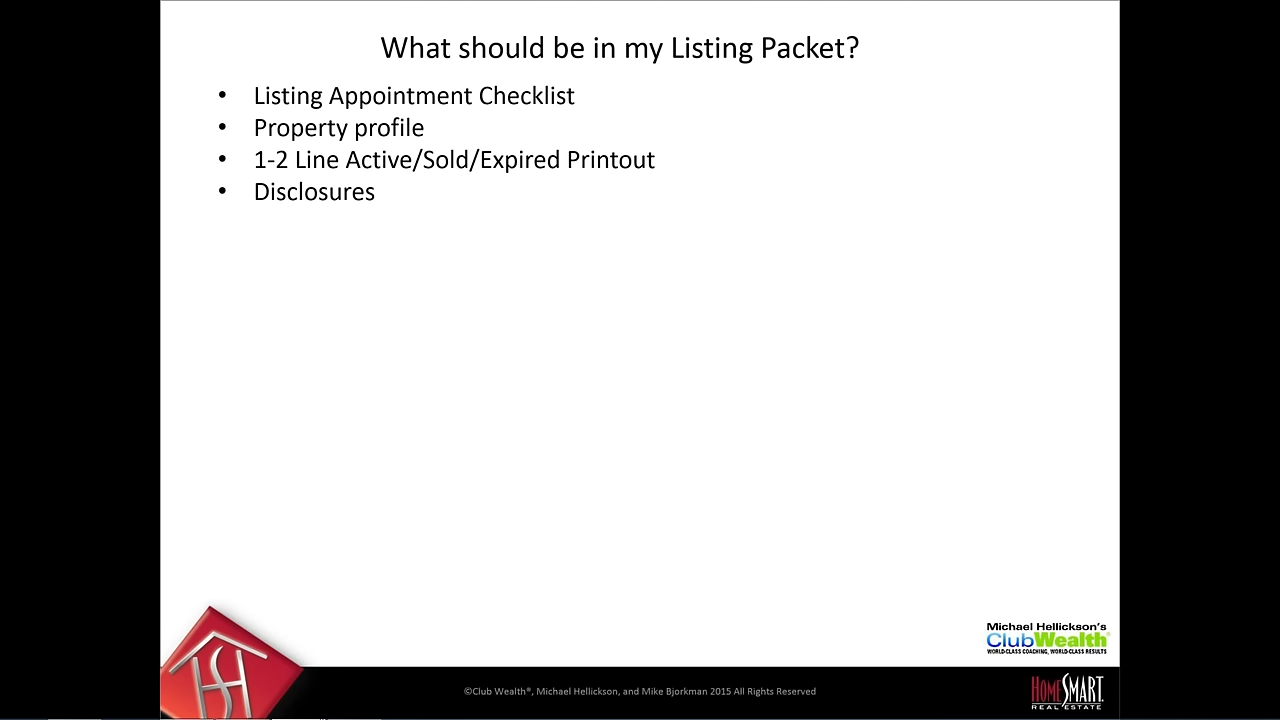 What should be in my Listing Packet?
• Listing Appointment Checklist
• Property profile
• 1-2 Line Active/Sold/Expired Printout
• Disclosures
Michael Hellickson's
ClubWealth®
WORLD-CLASS COACHING, WORLD-CLASS RESULTS
©Club Wealth®, Michael Hellickson, and Mike Bjorkman 2015 All Rights Reserved
HOMESMART
REAL ESTATE